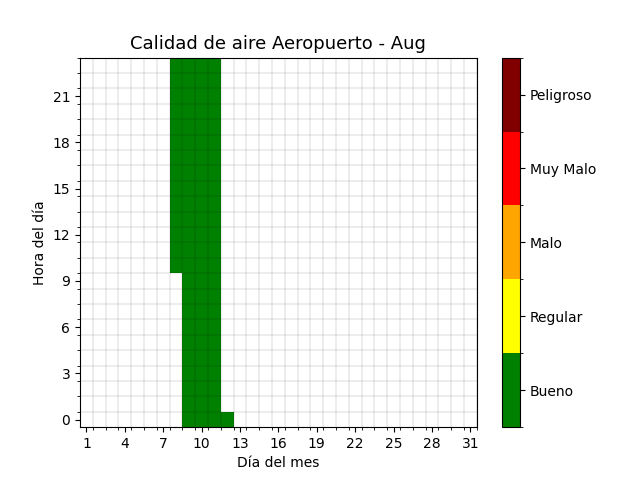 Calidad de aire Aeropuerto - Aug
Hora del día
21
18
15
12
9
6
3
0
1 4 7 10 13 16 19 22 25 28 31
Día del mes
Peligroso
Muy Malo
Malo
Regular
Bueno